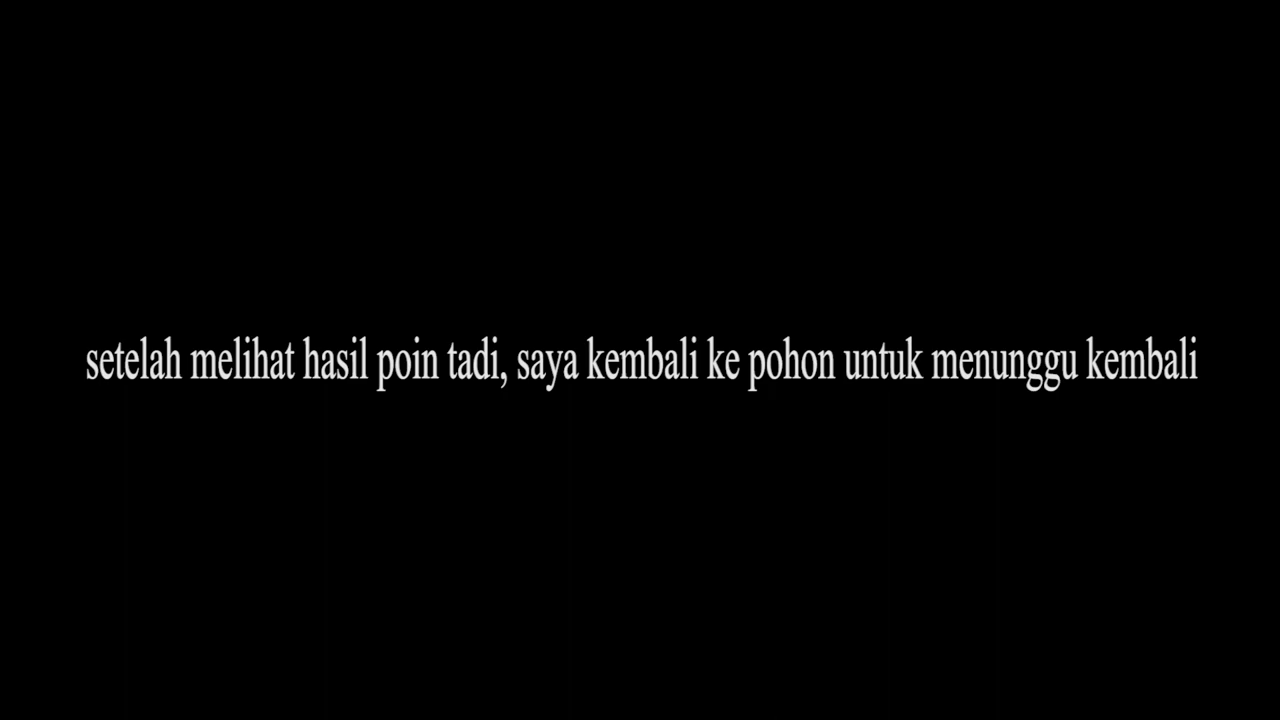 setelah melihat hasil poin tadi, saya kembali ke pohon untuk menunggu kembali